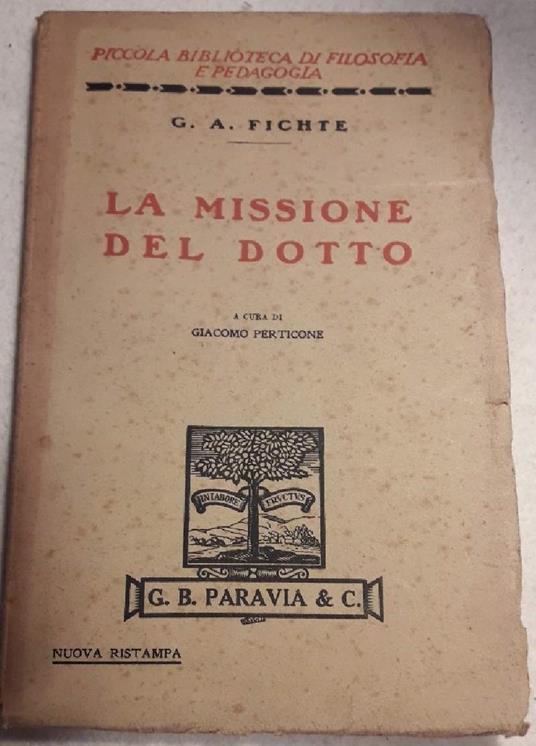 PICCOLA BIBLIOTECA DI FILOSOFIA
E PEDAGOGIA
G. A. FICHTE
LA MISSIONE
DEL DOTTO
A CURA DI
GIACOMO PERTICONE
IN LABORE FRVCTVS
G. B. PARAVIA & C.
NUOVA RISTAMPA